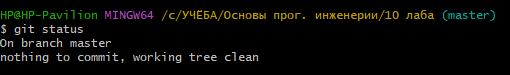 HP@HP-Pavilion MINGW64 /c/УЧЁБА/Основы прог. инженерии/10 лаба (master)
$ git status
On branch master
nothing to commit, working tree clean